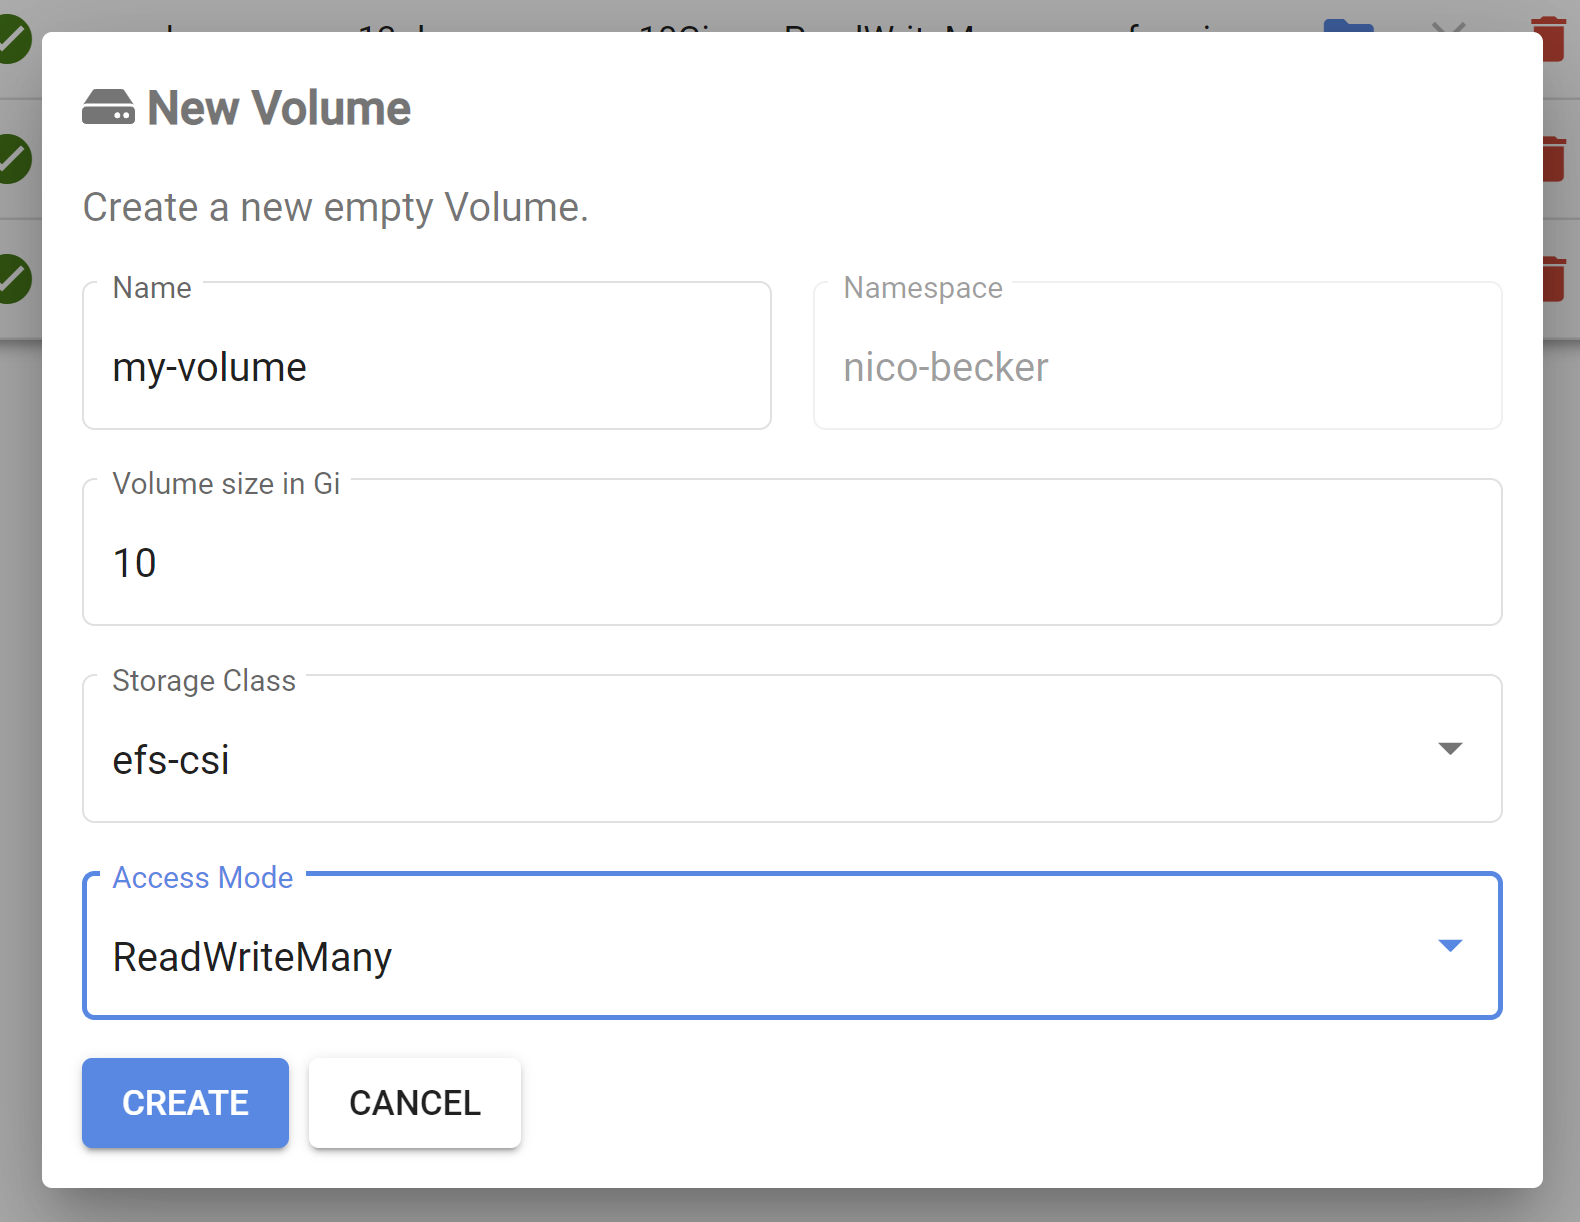 New Volume
Create a new empty Volume.
Name
my-volume
Namespace
nico-becker
Volume size in Gi
10
Storage Class
efs-csi
Access Mode
ReadWriteMany
CREATE
CANCEL